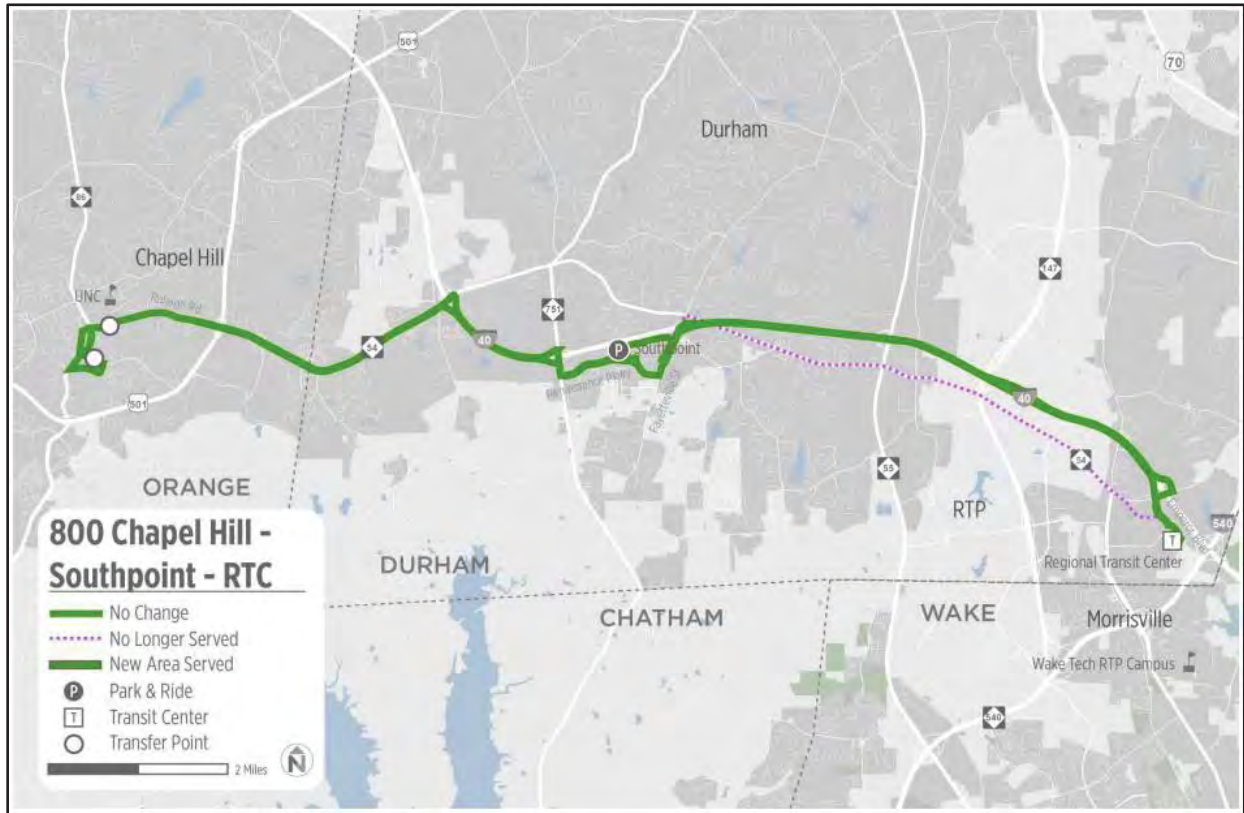 501
70
Durham
86
Chapel Hill
147
UNC
Raleigh Rd
751
54
40
Southpoint
P
Renaissance Pkwy
Fayetteville Rd
501
40
54
55
ORANGE
RTP
540
T
Regional Transit Center
DURHAM
CHATHAM
WAKE
Morrisville
Wake Tech RTP Campus
540
800 Chapel Hill -
Southpoint - RTC
No Change
No Longer Served
New Area Served
P Park & Ride
T Transit Center
Transfer Point
2 Miles
N